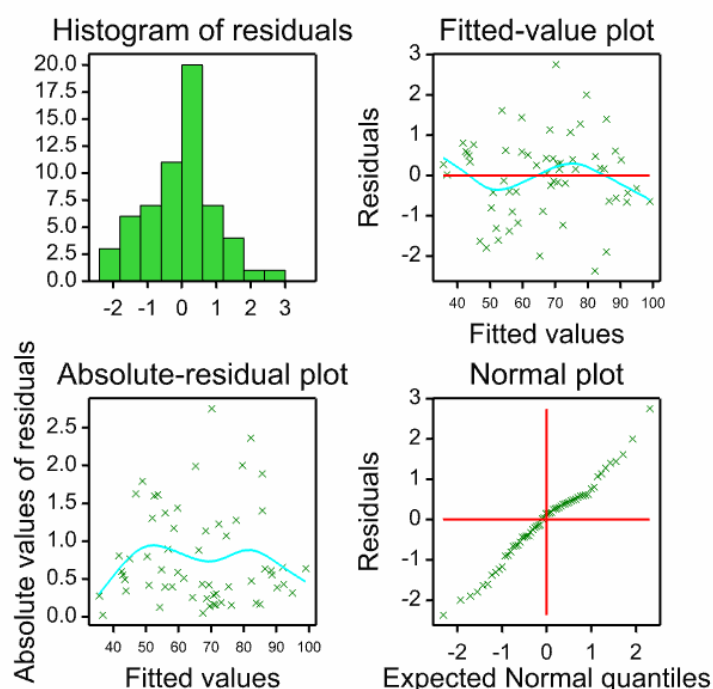 Histogram of residuals
20.0
17.5
15.0
12.5
10.0
7.5
5.0
2.5
0.0
-2 -1 0 1 2 3
Fitted-value plot
Residuals
3
2
1
0
-1
-2
40 50 60 70 80 90 100
Fitted values
Absolute-residual plot
Absolute values of residuals
2.5
2.0
1.5
1.0
0.5
0.0
40 50 60 70 80 90 100
Fitted values
Normal plot
Residuals
3
2
1
0
-1
-2
-2 -1 0 1 2
Expected Normal quantiles